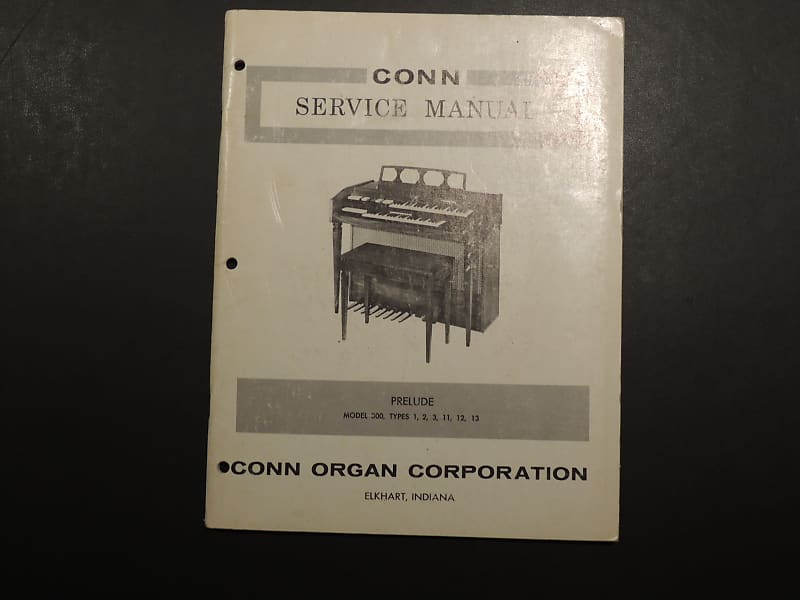 CONN
SERVICE MANUAL
PRELUDE
MODEL 300, TYPES 1, 2, 3, 11, 12, 13
CONN ORGAN CORPORATION
ELKHART, INDIANA